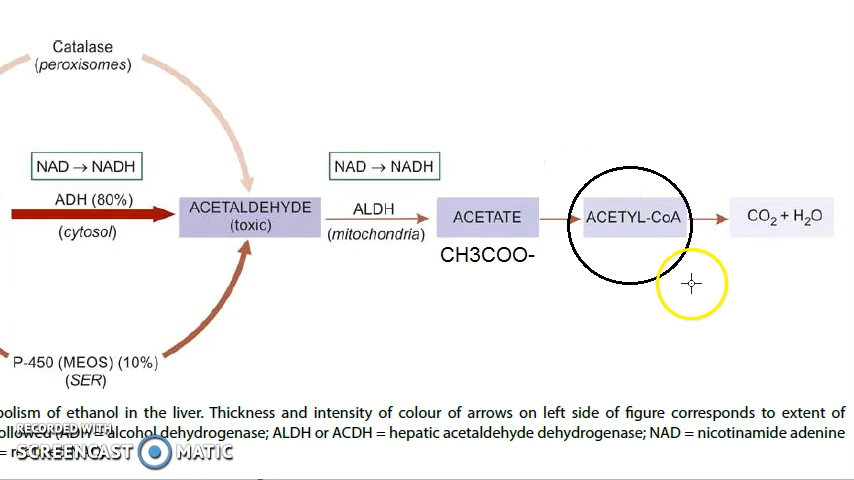 Catalase
(peroxisomes)
NAD → NADH
NAD → NADH
ADH (80%)
(cytosol)
ACETALDEHYDE
(toxic)
ALDH
(mitochondria)
ACETATE
CH3COO-
ACETYL-CoA
CO₂ + H₂O
P-450 (MEOS) (10%)
(SER)
of ethanol in the liver. Thickness and intensity of colour of arrows on left side of figure corresponds to extent of
(ADH = alcohol dehydrogenase; ALDH or ACDH = hepatic acetaldehyde dehydrogenase; NAD = nicotinamide adenine
RECORDED WITH
SCREENCAST MATIC